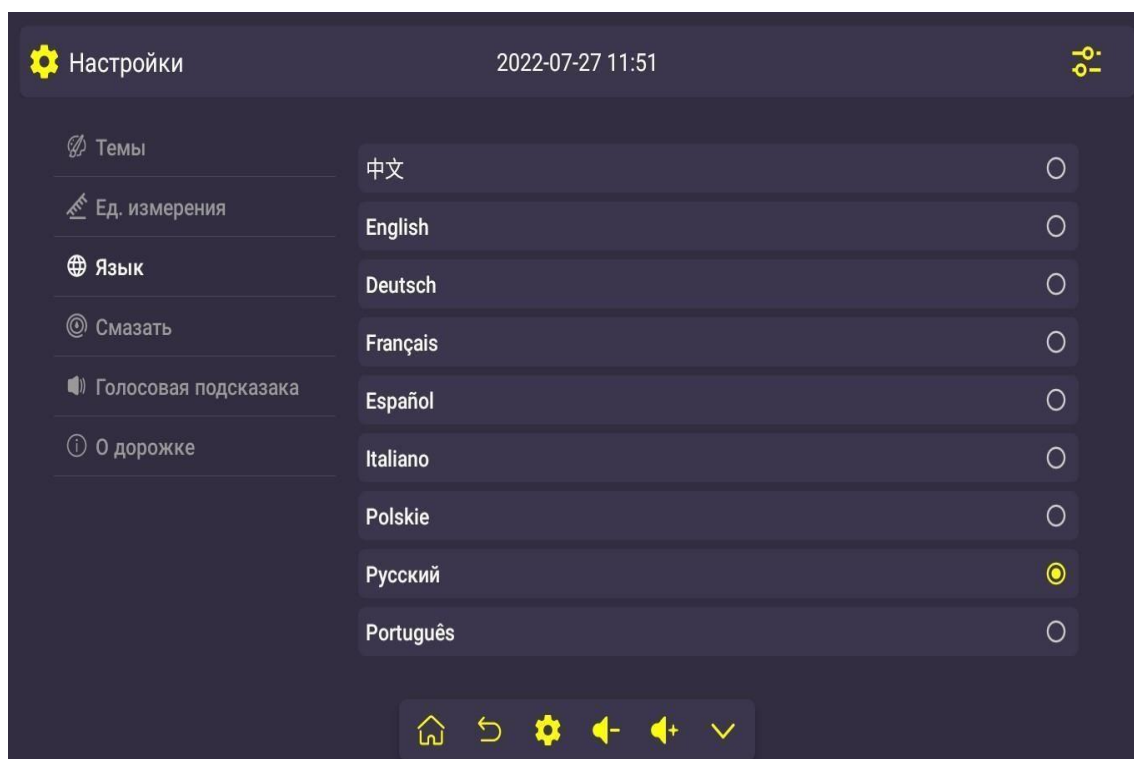 Настройки
2022-07-27 11:51
Темы
Ед. измерения
Язык
Смазать
Голосовая подсказака
О дорожке
中文
English
Deutsch
Français
Español
Italiano
Polskie
Русский
Português